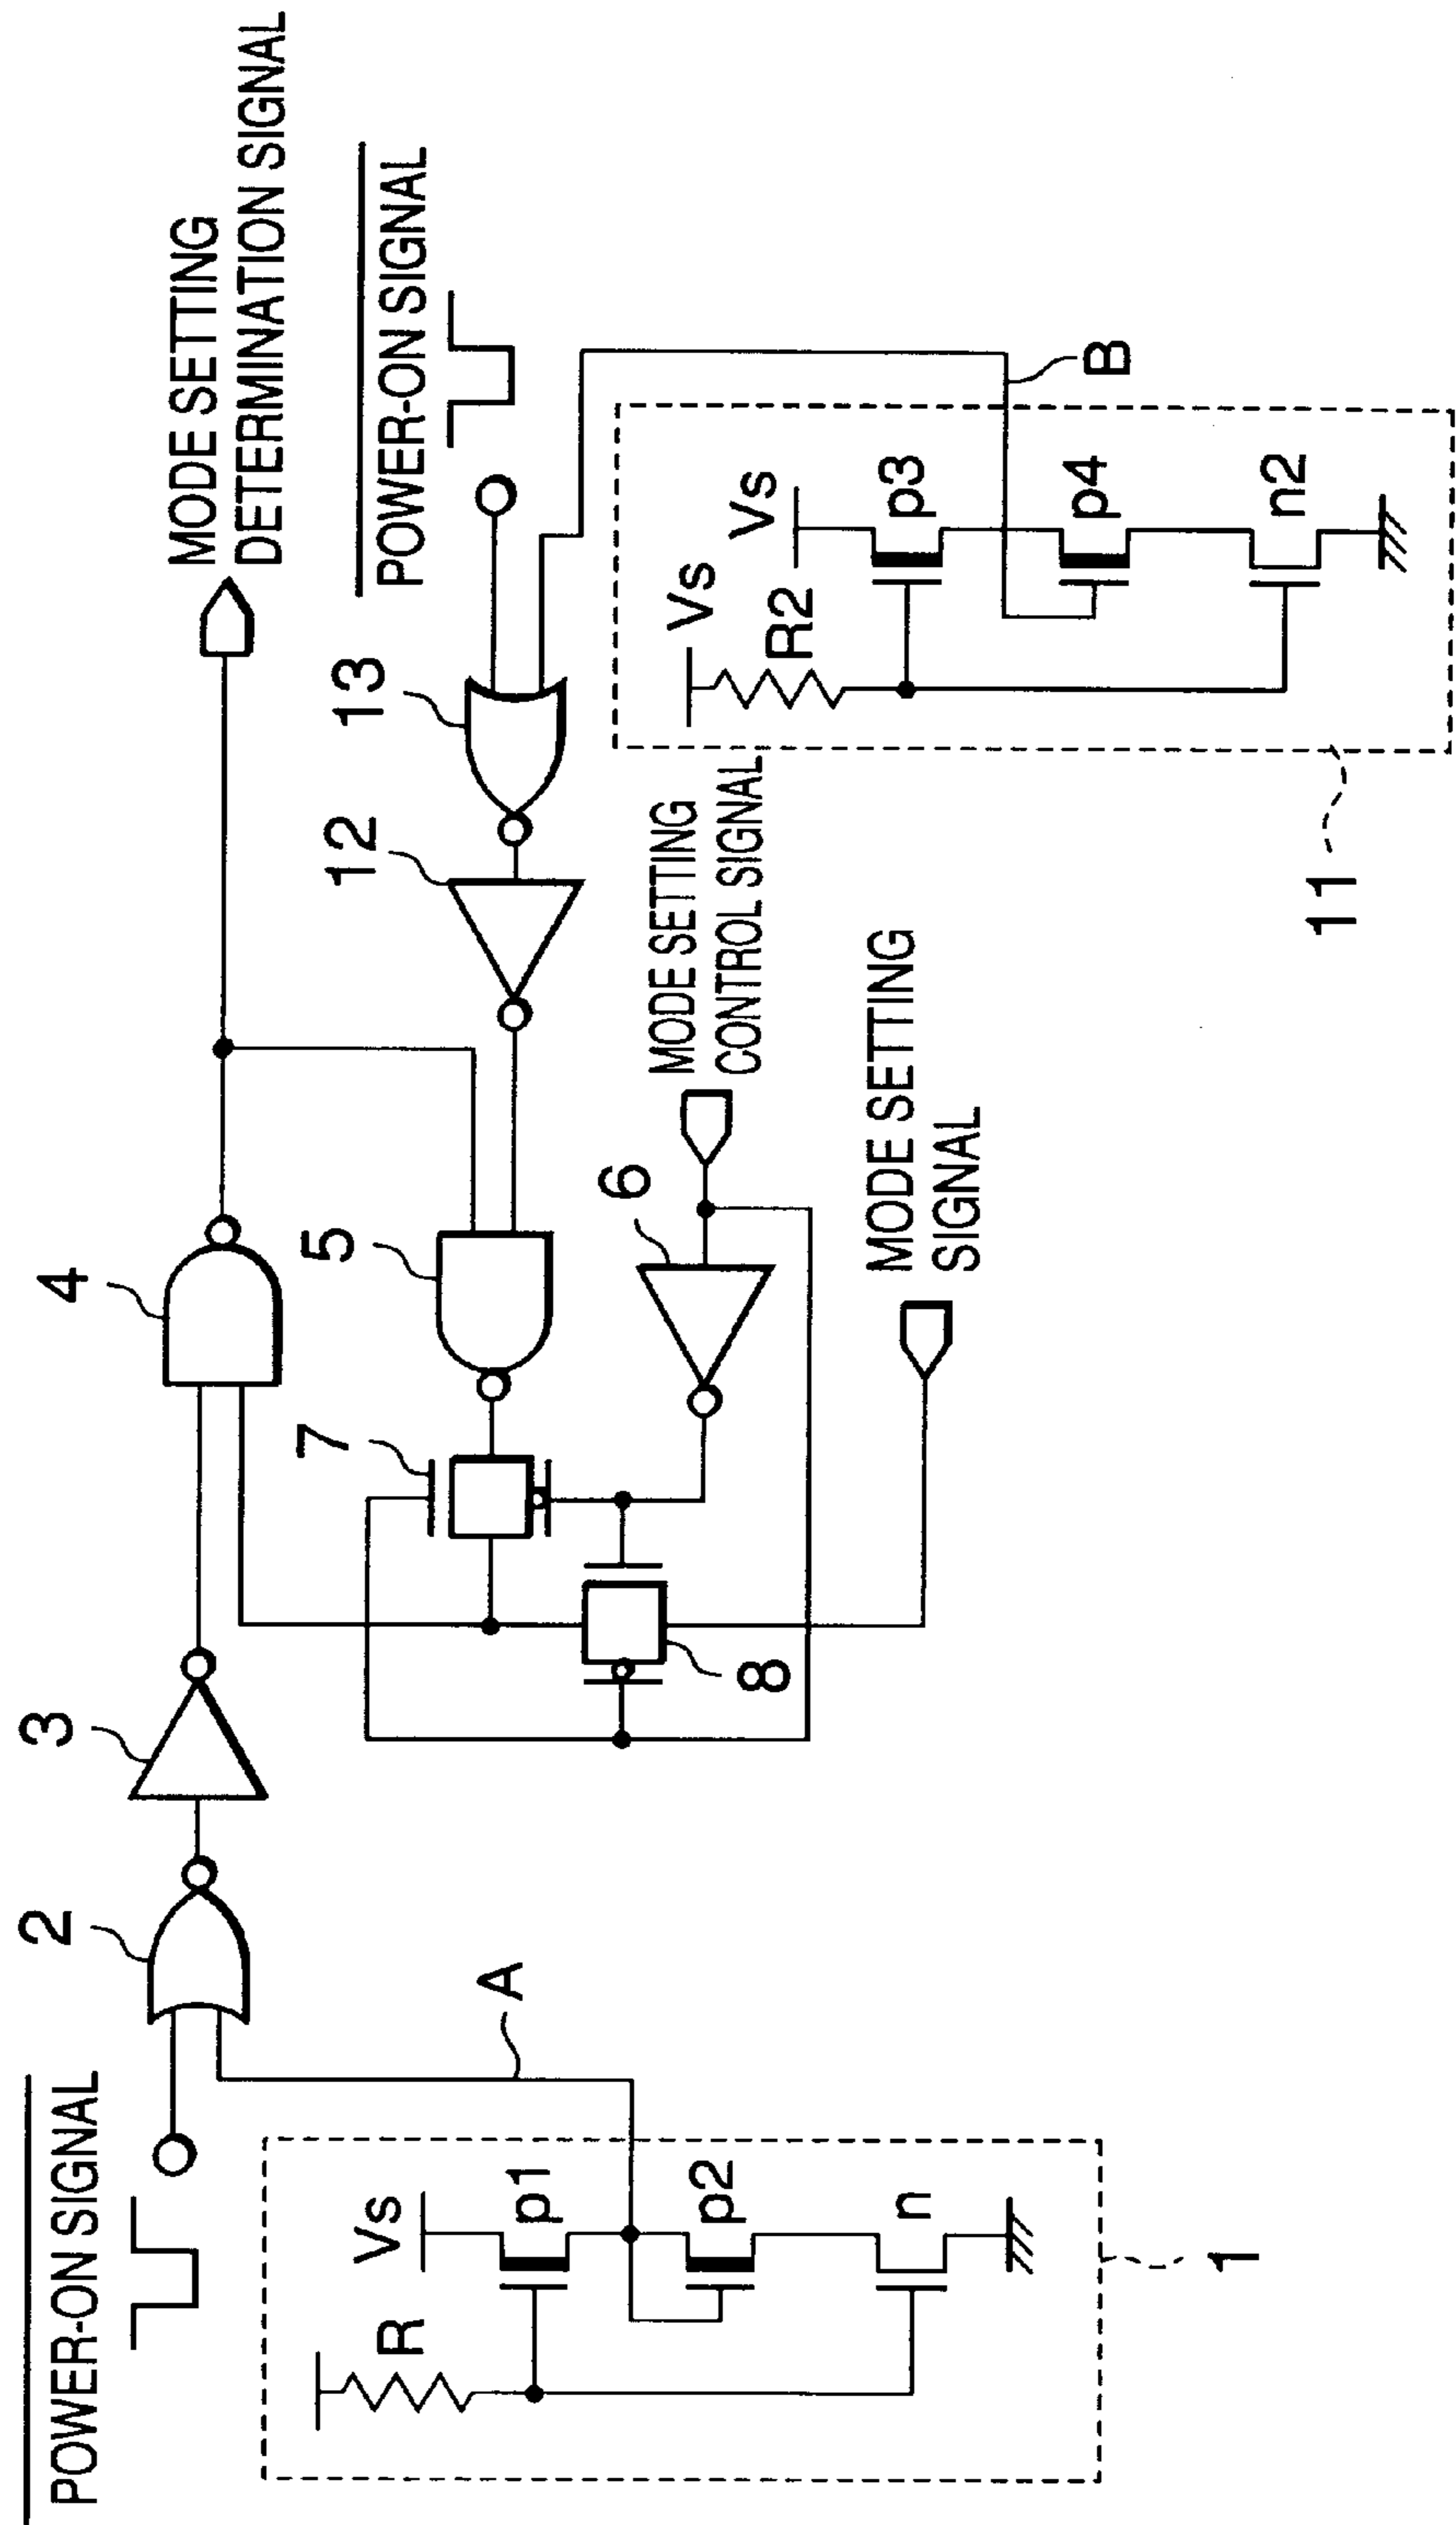 POWER-ON SIGNAL
2
3
4
MODE SETTING
DETERMINATION SIGNAL
POWER-ON SIGNAL
13
12
5
7
6
MODE SETTING
CONTROL SIGNAL
MODE SETTING
SIGNAL
8
A
Vs
R
p1
p2
n
1
B
Vs
Vs
R2
p3
p4
n2
11